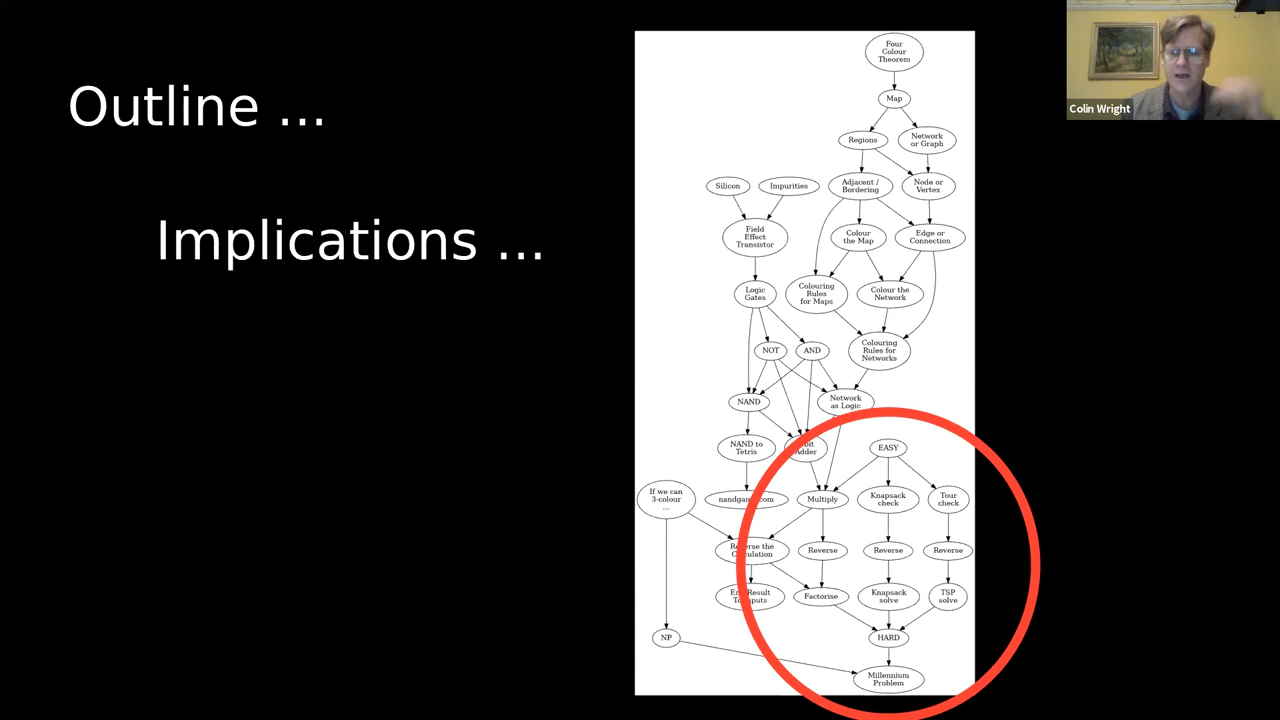 Outline ...
Implications ...
Colin Wright
Four
Colour
Theorem
Map
Regions
Network
or Graph
Silicon
Impurities
Adjacent /
Bordering
Node or
Vertex
Field
Effect
Transistor
Colour
the Map
Edge or
Connection
Logic
Gates
Colouring
Rules
for Maps
Colour the
Network
NOT
AND
Colouring
Rules for
Networks
NAND
Network
as Logic
NAND to
Tetris
Adder
EASY
If we can
3-colour
...
Multiply
Knapsack
check
Tour
check
Reverse the
Reverse
Reverse
Reverse
Result
Factorise
Knapsack
solve
TSP
solve
NP
HARD
Millennium
Problem